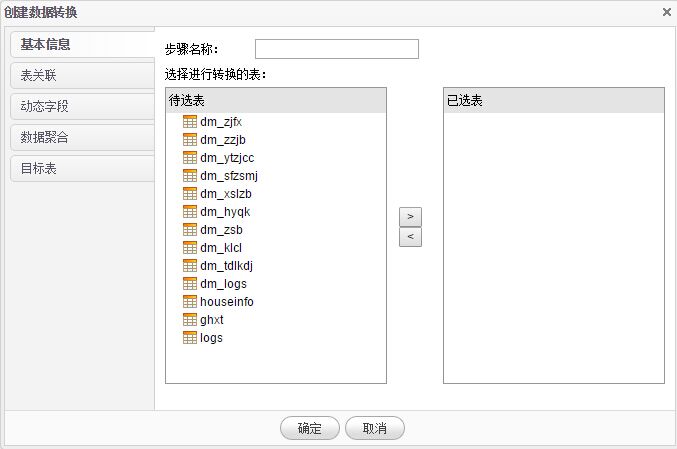 创建数据转换
基本信息
表关联
动态字段
数据聚合
目标表
步骤名称：
选择进行转换的表：
待选表
dm_zjfx
dm_zzjb
dm_ytzjcc
dm_sfzsmj
dm_xslzb
dm_hyqk
dm_zsb
dm_klcl
dm_tdlkdj
dm_logs
houseinfo
ghxt
logs
>
<
已选表
确定
取消